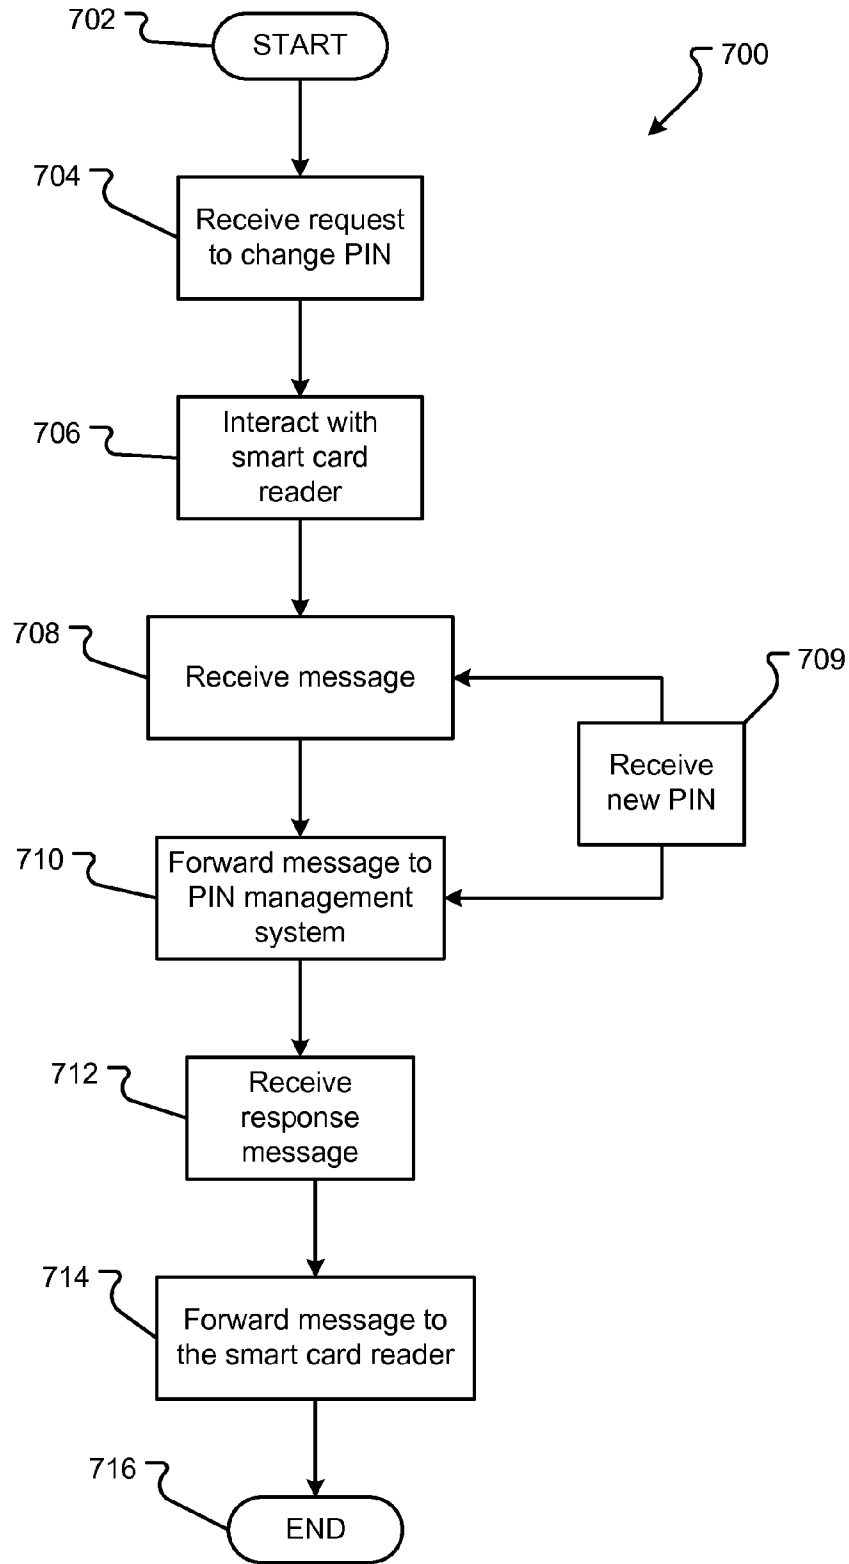 702
START
700
704
Receive request
to change PIN
706
Interact with
smart card
reader
708
Receive message
709
Receive
new PIN
710
Forward message to
PIN management
system
712
Receive
response
message
714
Forward message to
the smart card reader
716
END